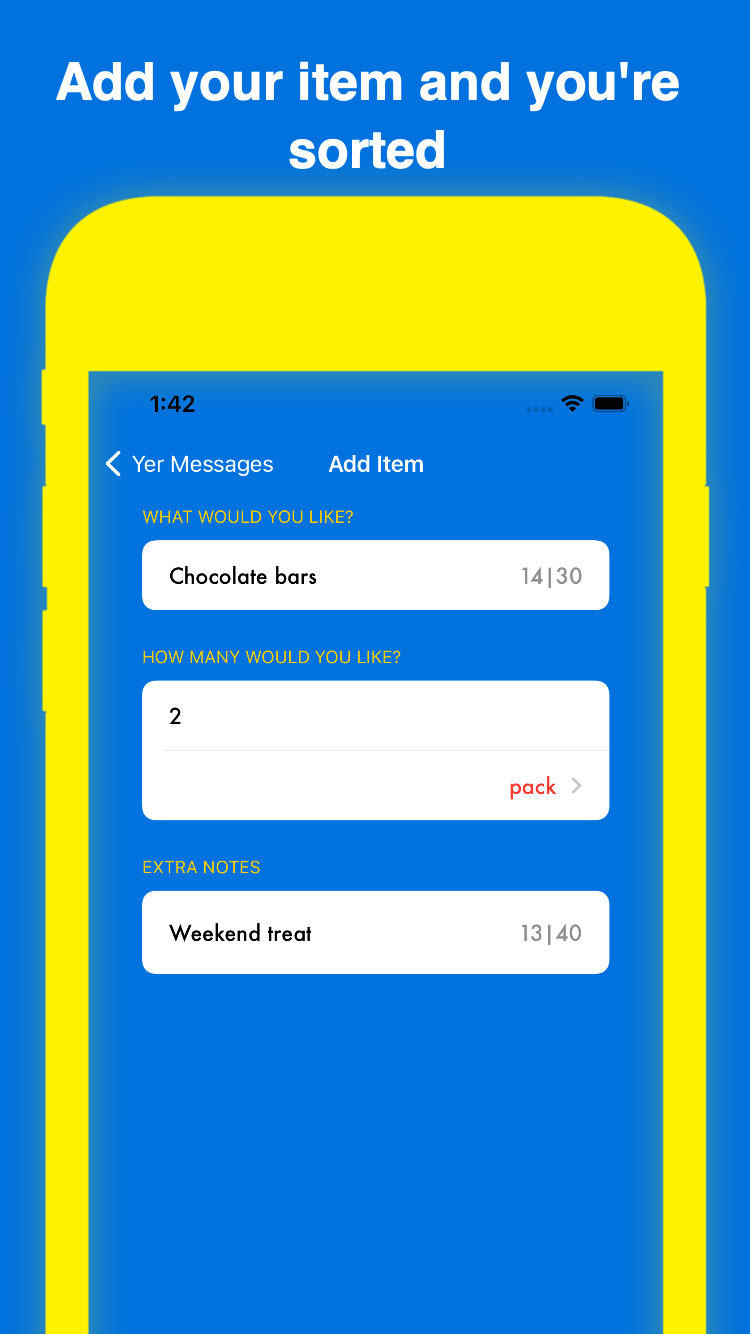 Add your item and you're
sorted
1:42
Yer Messages Add Item
WHAT WOULD YOU LIKE?
Chocolate bars 14|30
HOW MANY WOULD YOU LIKE?
2
pack
EXTRA NOTES
Weekend treat 13|40